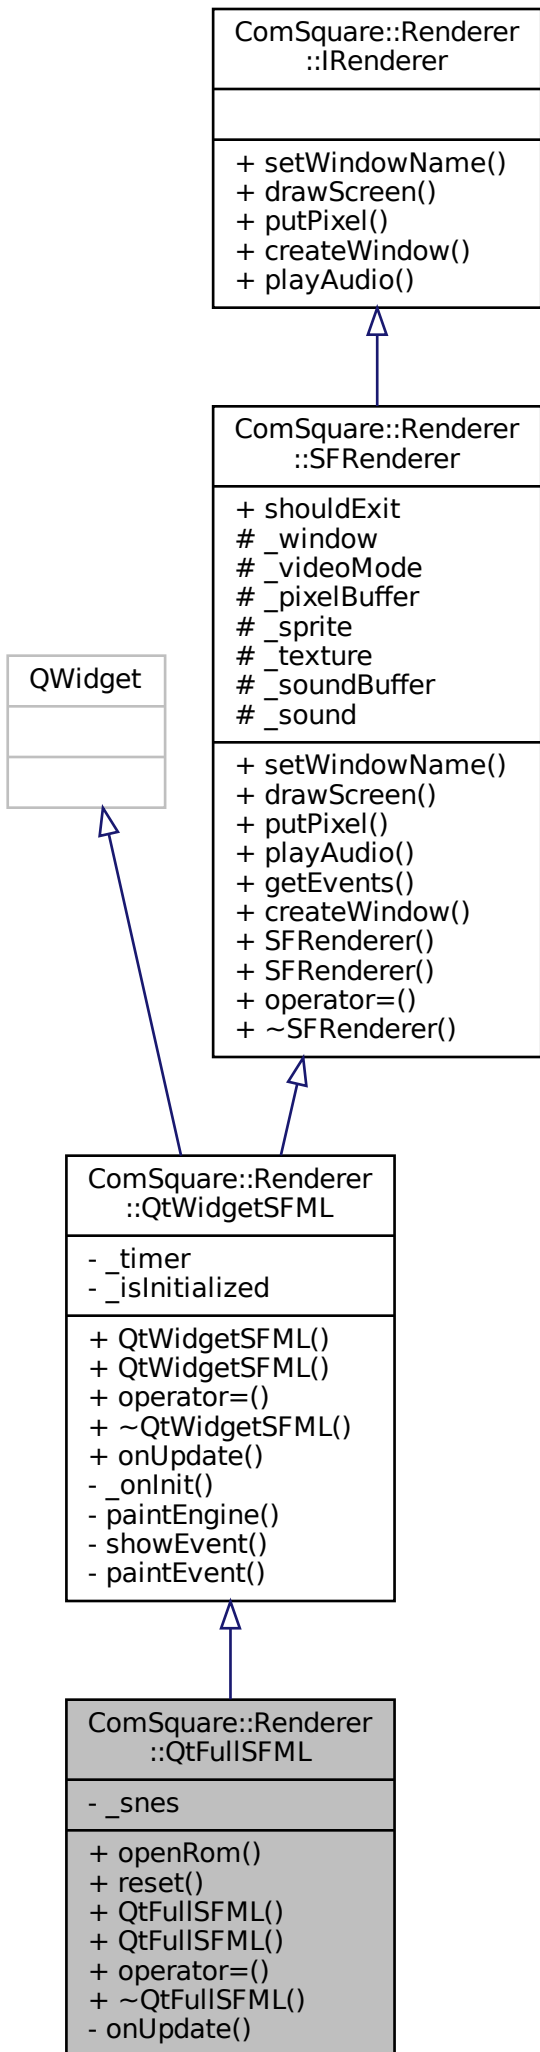 ComSquare::Renderer
::IRenderer
+ setWindowName()
+ drawScreen()
+ putPixel()
+ createWindow()
+ playAudio()
ComSquare::Renderer
::SFRenderer
+ shouldExit
# _window
# _videoMode
# _pixelBuffer
# _sprite
# _texture
# _soundBuffer
# _sound
+ setWindowName()
+ drawScreen()
+ putPixel()
+ playAudio()
+ getEvents()
+ createWindow()
+ SFRenderer()
+ SFRenderer()
+ operator=()
+ ~SFRenderer()
QWidget
ComSquare::Renderer
::QtWidgetSFML
- _timer
- _isInitialized
+ QtWidgetSFML()
+ QtWidgetSFML()
+ operator=()
+ ~QtWidgetSFML()
+ onUpdate()
- _onInit()
- paintEngine()
- showEvent()
- paintEvent()
ComSquare::Renderer
::QtFullSFML
- _snes
+ openRom()
+ reset()
+ QtFullSFML()
+ QtFullSFML()
+ operator=()
+ ~QtFullSFML()
- onUpdate()